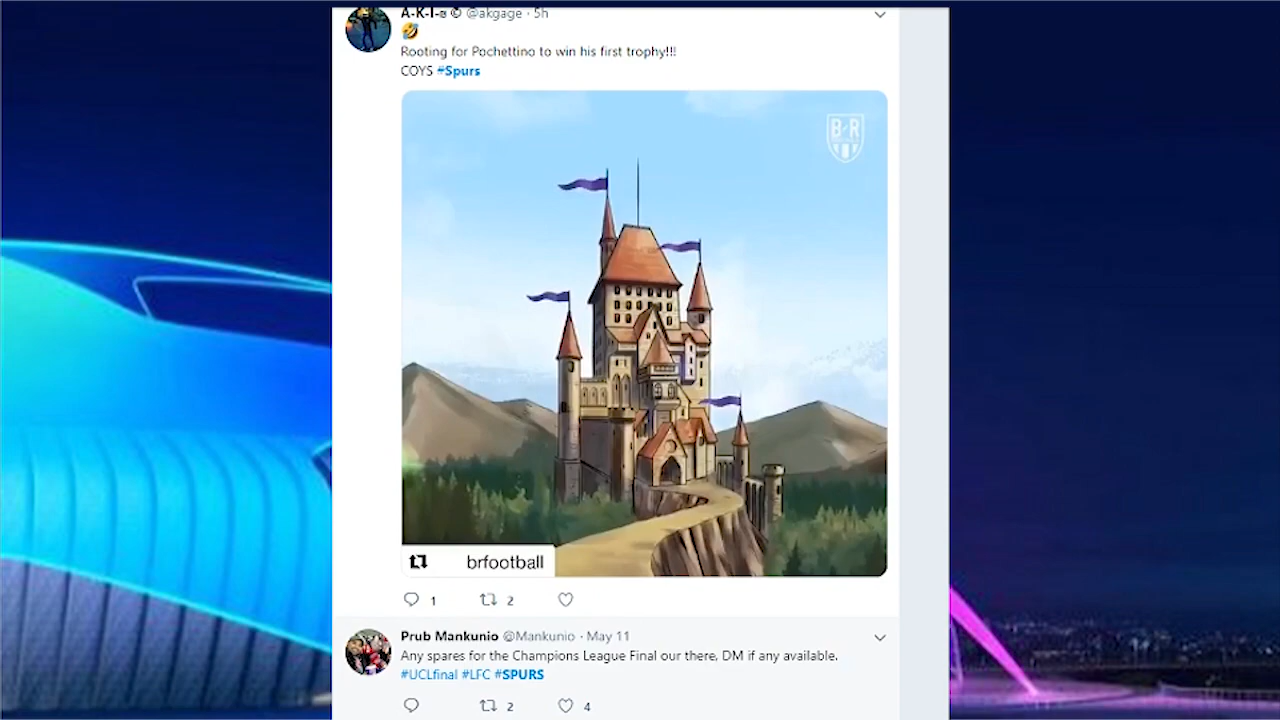 A-K-I-®© @akgage · 5h
🤣
Rooting for Pochettino to win his first trophy!!!
COYS #Spurs
B/R
brfootball
1 2
Prub Mankunio @Mankunio · May 11
Any spares for the Champions League Final our there, DM if any available.
#UCLfinal #LFC #SPURS
2 4